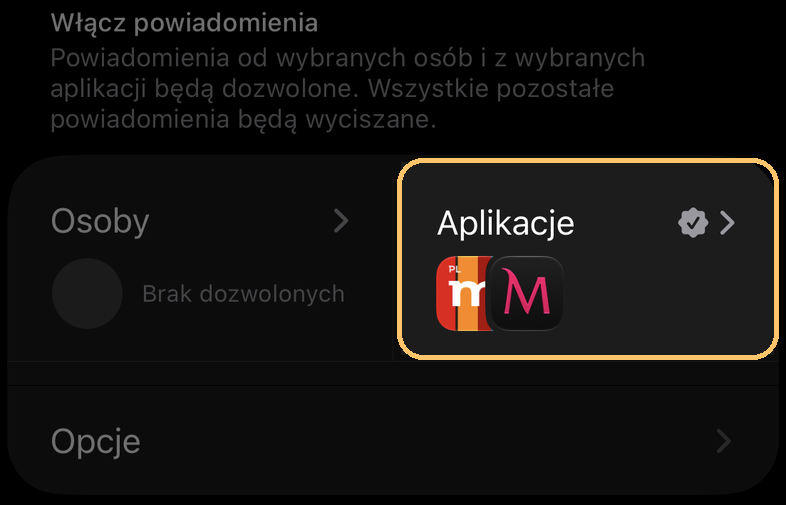 Włącz powiadomienia
Powiadomienia od wybranych osób i z wybranych
aplikacji będą dozwolone. Wszystkie pozostałe
powiadomienia będą wyciszane.
Osoby
Aplikacje
Brak dozwolonych
PL
m
M
Opcje